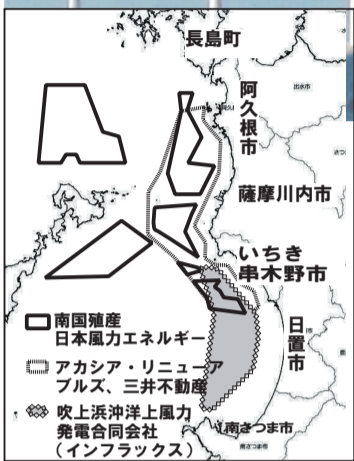 長島町
阿久根市
出水市
薩摩川内市
いちき
串木野市
日置市
南国殖産
日本風力エネルギー
アカシア・リニューア
ブルズ、三井不動産
吹上浜沖洋上風力
発電合同会社
(インフラックス)
南さつま市